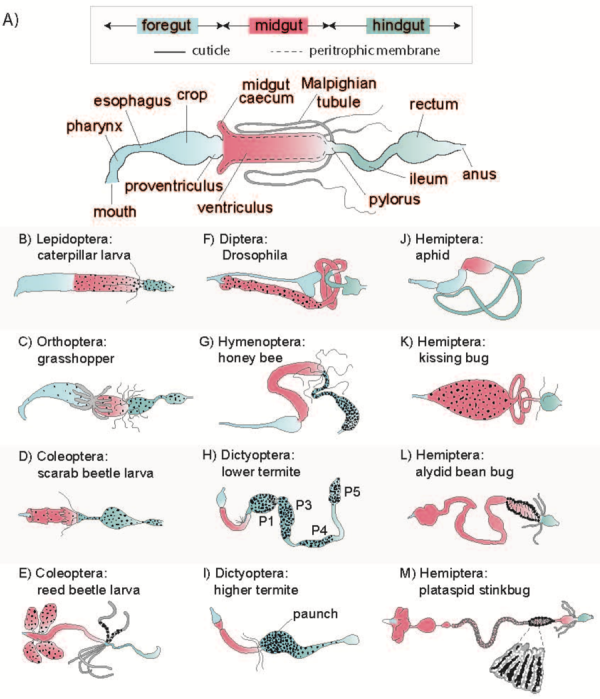 A)
foregut midgut hindgut
cuticle peritrophic membrane
midgut
caecum
Malpighian
tubule
rectum
crop
esophagus
pharynx
proventriculus
ventriculus
mouth
pylorus
ileum
anus
B) Lepidoptera:
caterpillar larva
F) Diptera:
Drosophila
J) Hemiptera:
aphid
C) Orthoptera:
grasshopper
G) Hymenoptera:
honey bee
K) Hemiptera:
kissing bug
D) Coleoptera:
scarab beetle larva
H) Dictyoptera:
lower termite
P1
P3
P4
P5
L) Hemiptera:
alydid bean bug
E) Coleoptera:
reed beetle larva
I) Dictyoptera:
higher termite
paunch
M) Hemiptera:
plataspid stinkbug